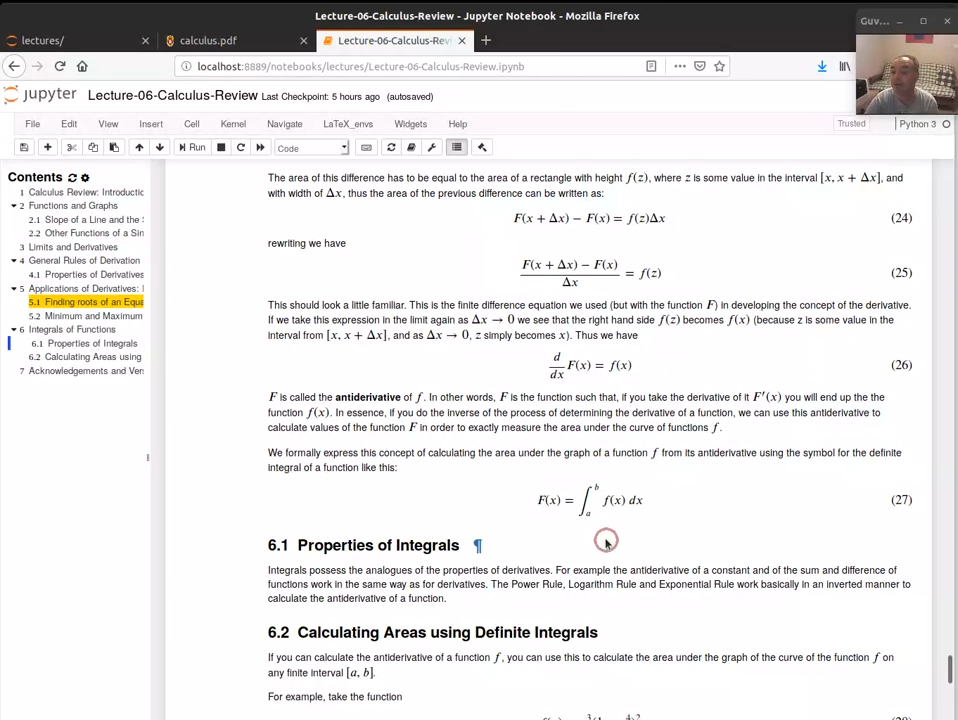 Lecture-06-Calculus-Review - Jupyter Notebook - Mozilla Firefox
Guv...
lectures/
calculus.pdf
Lecture-06-Calculus-Rev
localhost:8889/notebooks/lectures/Lecture-06-Calculus-Review.ipynb
jupyter Lecture-06-Calculus-Review Last Checkpoint: 5 hours ago (autosaved)
File Edit View Insert Cell Kernel Navigate LaTeX_envs Widgets Help Trusted Python 3
Run Code
Contents
1 Calculus Review: Introductic
2 Functions and Graphs
2.1 Slope of a Line and the S
2.2 Other Functions of a Sin
3 Limits and Derivatives
4 General Rules of Derivation
4.1 Properties of Derivatives
5 Applications of Derivatives: I
5.1 Finding roots of an Equa
5.2 Minimum and Maximum
6 Integrals of Functions
6.1 Properties of Integrals
6.2 Calculating Areas using
7 Acknowledgements and Vers
The area of this difference has to be equal to the area of a rectangle with height f(z), where z is some value in the interval [x, x + Δx], and
with width of Δx, thus the area of the previous difference can be written as:
F(x + Δx) − F(x) = f(z)Δx (24)
rewriting we have
F(x + Δx) − F(x)
Δx
= f(z) (25)
This should look a little familiar. This is the finite difference equation we used (but with the function F) in developing the concept of the derivative.
If we take this expression in the limit again as Δx → 0 we see that the right hand side f(z) becomes f(x) (because z is some value in the
interval from [x, x + Δx], and as Δx → 0, z simply becomes x). Thus we have
d
dx
F(x) = f(x) (26)
F is called the antiderivative of f. In other words, F is the function such that, if you take the derivative of it F′(x) you will end up the the
function f(x). In essence, if you do the inverse of the process of determining the derivative of a function, we can use this antiderivative to
calculate values of the function F in order to exactly measure the area under the curve of functions f.
We formally express this concept of calculating the area under the graph of a function f from its antiderivative using the symbol for the definite
integral of a function like this:
F(x) = ∫ₐᵇ f(x) dx (27)
6.1 Properties of Integrals ¶
Integrals possess the analogues of the properties of derivatives. For example the antiderivative of a constant and of the sum and difference of
functions work in the same way as for derivatives. The Power Rule, Logarithm Rule and Exponential Rule work basically in an inverted manner to
calculate the antiderivative of a function.
6.2 Calculating Areas using Definite Integrals
If you can calculate the antiderivative of a function f, you can use this to calculate the area under the graph of the curve of the function f on
any finite interval [a, b].
For example, take the function